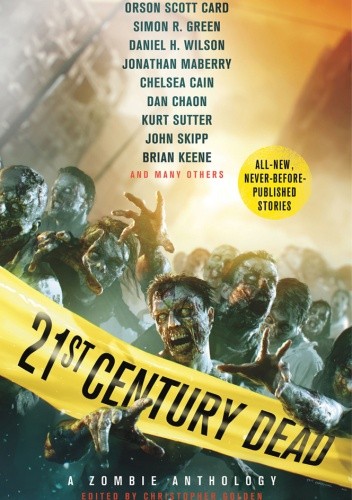 ORSON SCOTT CARD
SIMON R. GREEN
DANIEL H. WILSON
JONATHAN MABERRY
CHELSEA CAIN
DAN CHAON
KURT SUTTER
JOHN SKIPP
BRIAN KEENE
AND MANY OTHERS
ALL-NEW,
NEVER-BEFORE-
PUBLISHED
STORIES
21ST CENTURY DEAD
A ZOMBIE ANTHOLOGY
EDITED BY CHRISTOPHER GOLDEN